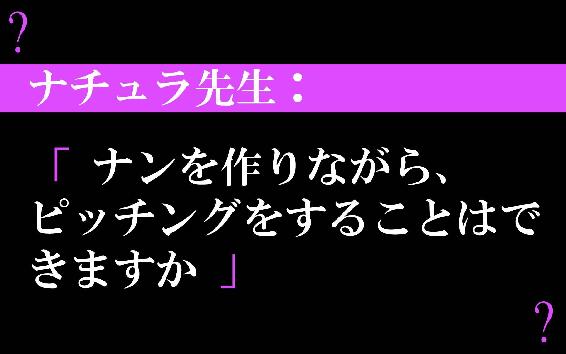 ?
ナチュラ先生：
「 ナンを作りながら、
ピッチングをすることはで
きますか 」
?